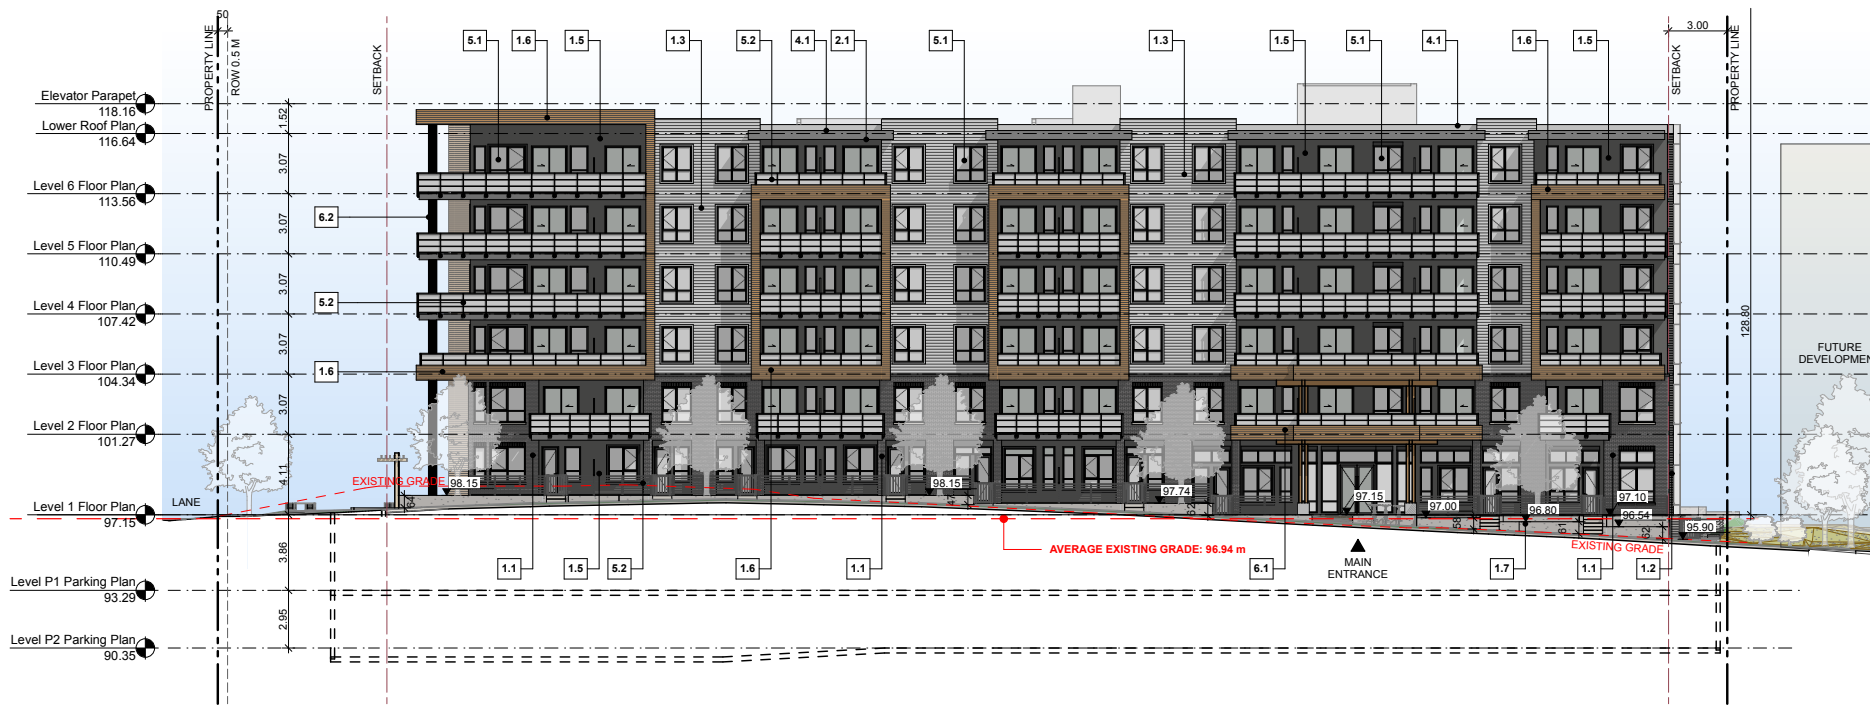 50
PROPERTY LINE
ROW 0.5 M
SETBACK
5.1
1.6
1.5
1.3
5.2
4.1
2.1
5.1
1.3
1.5
5.1
4.1
1.6
1.5
SETBACK
3.00
PROPERTY LINE
Elevator Parapet
118.16
1.52
Lower Roof Plan
116.64
3.07
Level 6 Floor Plan
113.56
6.2
3.07
Level 5 Floor Plan
110.49
3.07
5.2
Level 4 Floor Plan
107.42
128.80
3.07
FUTURE
DEVELOPMEN
Level 3 Floor Plan
104.34
1.6
3.07
Level 2 Floor Plan
101.27
4.11
EXISTING GRADE
98.15
98.15
97.74
97.15
97.00
96.80
97.10
96.54
95.90
LANE
64
47
52
58
61
62
Level 1 Floor Plan
97.15
AVERAGE EXISTING GRADE: 96.94 m
EXISTING GRADE
3.86
1.1
1.5
5.2
1.6
1.1
6.1
MAIN
ENTRANCE
1.7
1.1
1.2
Level P1 Parking Plan
93.29
2.95
Level P2 Parking Plan
90.35